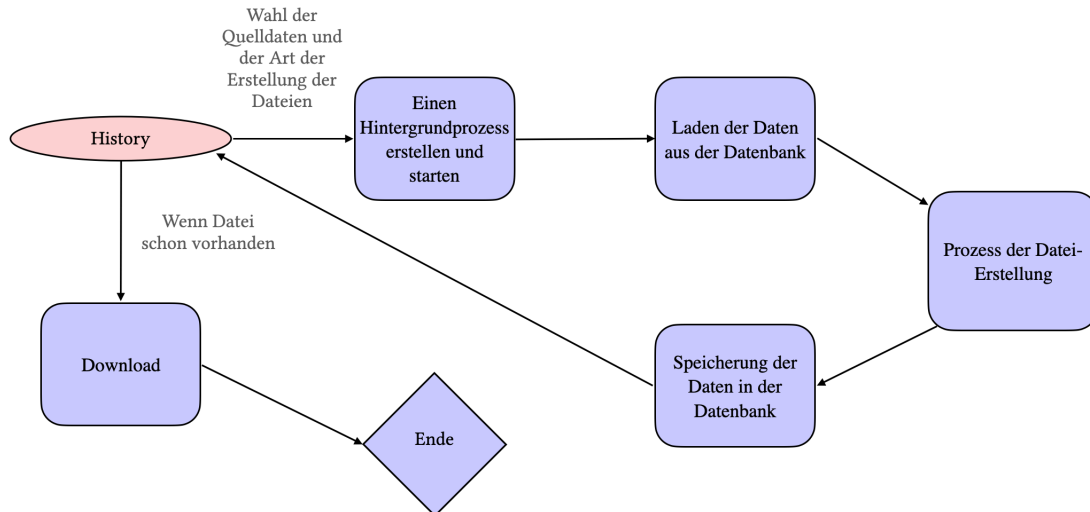 Wahl der
Quelldaten und
der Art der
Erstellung der
Dateien
History
Einen
Hintergrundprozess
erstellen und
starten
Laden der Daten
aus der Datenbank
Wenn Datei
schon vorhanden
Prozess der Datei-
Erstellung
Download
Speicherung der
Daten in der
Datenbank
Ende